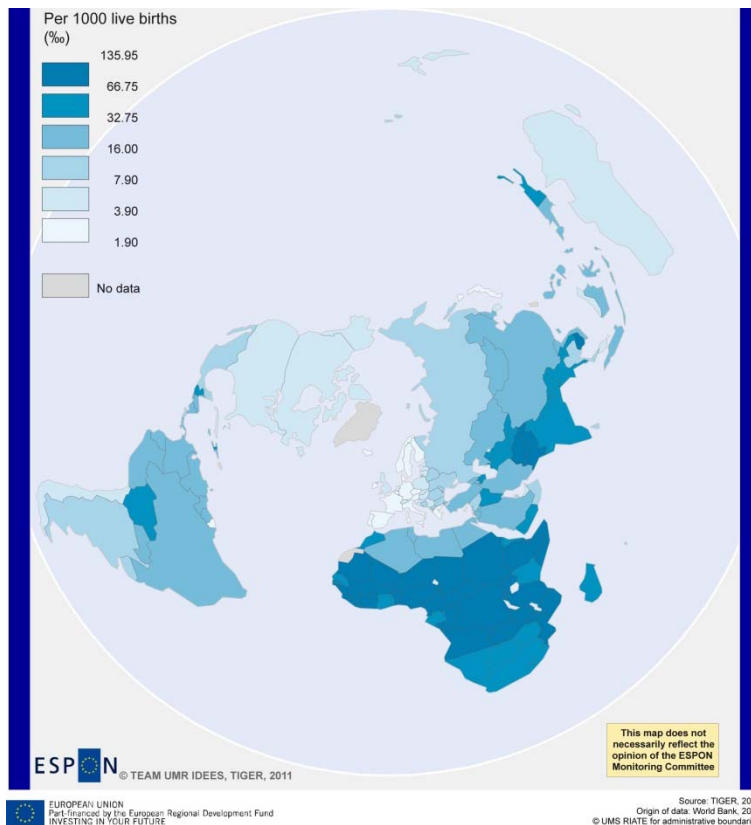 Per 1000 live births
(‰)
135.95
66.75
32.75
16.00
7.90
3.90
1.90
No data
This map does not
necessarily reflect the
opinion of the ESPON
Monitoring Committee
ESPON
© TEAM UMR IDEES, TIGER, 2011
EUROPEAN UNION
Part-financed by the European Regional Development Fund
INVESTING IN YOUR FUTURE
Source: TIGER, 20
Origin of data: World Bank, 20
© UMS RIATE for administrative boundar